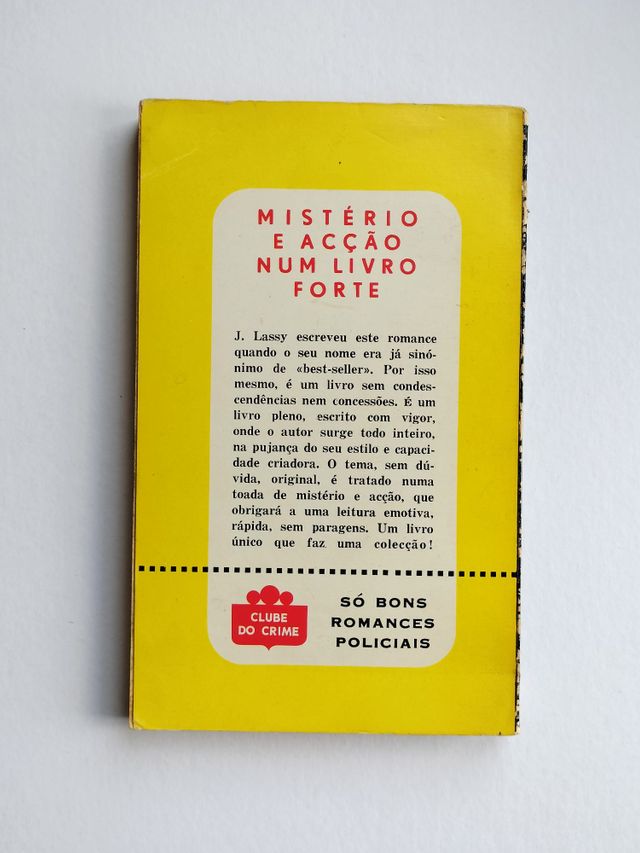 MISTÉRIO
E ACÇÃO
NUM LIVRO
FORTE
J. Lassy escreveu este romance
quando o seu nome era já sinó-
nimo de «best-seller». Por isso
mesmo, é um livro sem condes-
cendências nem concessões. É um
livro pleno, escrito com vigor,
onde o autor surge todo inteiro,
na pujança do seu estilo e capaci-
dade criadora. O tema, sem dú-
vida, original, é tratado numa
toada de mistério e acção, que
obrigará a uma leitura emotiva,
rápida, sem paragens. Um livro
único que faz uma colecção!
CLUBE
DO CRIME
SÓ BONS
ROMANCES
POLICIAIS